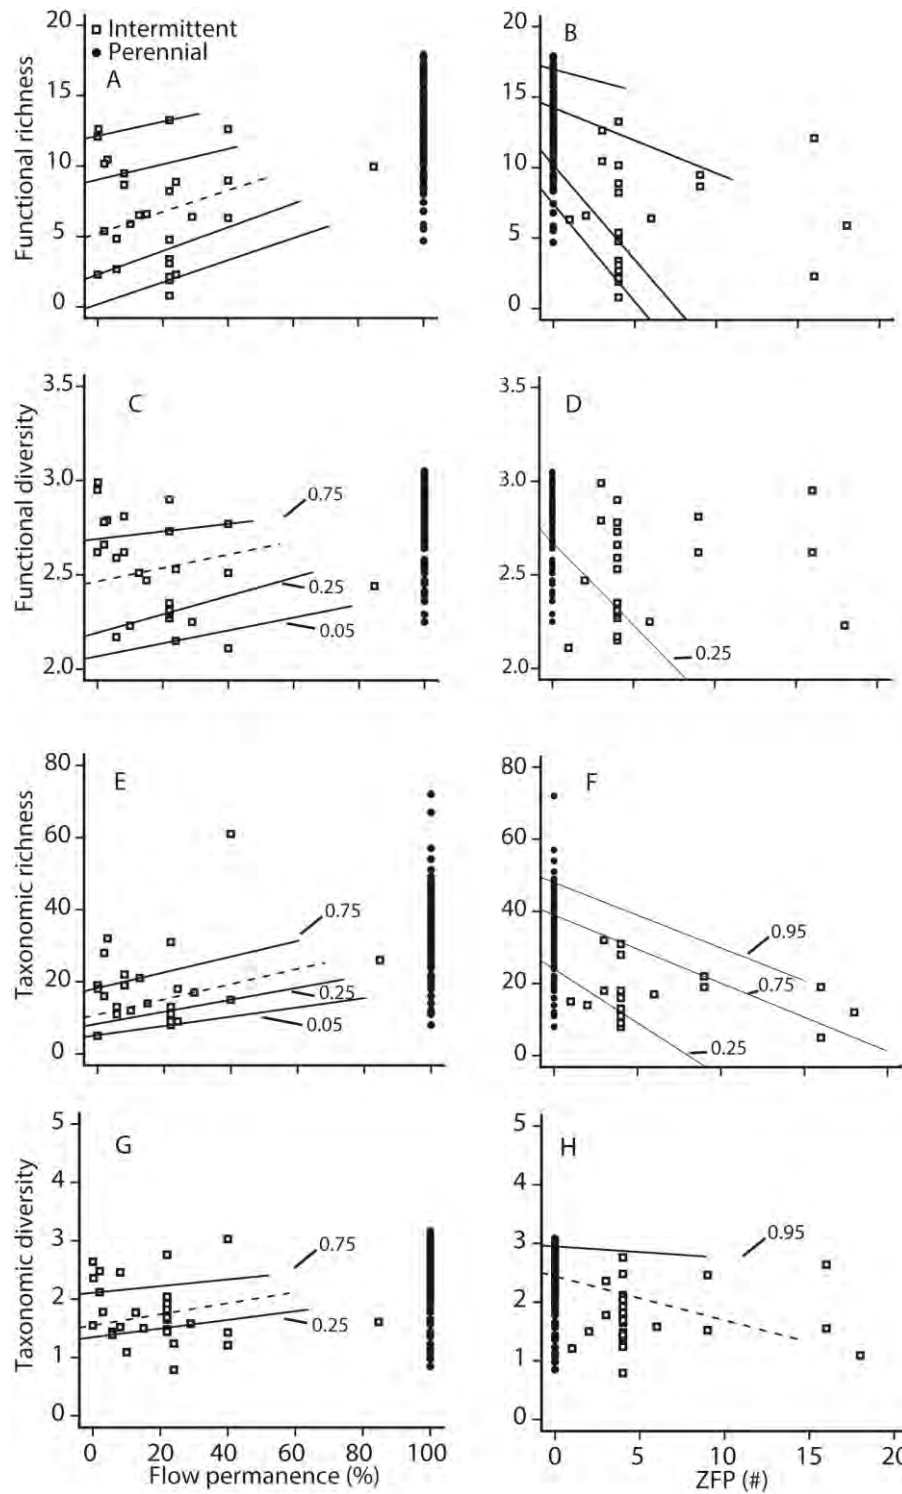 Intermittent
Perennial
A
20
15
10
5
0
Functional richness
B
20
15
10
5
0
C
3.5
3.0
2.5
2.0
Functional diversity
0.75
0.25
0.05
D
3.5
3.0
2.5
2.0
0.25
E
80
60
40
20
0
Taxonomic richness
0.75
0.25
0.05
F
80
60
40
20
0
0.95
0.75
0.25
G
5
4
3
2
1
0
Taxonomic diversity
0.75
0.25
0 20 40 60 80 100
Flow permanence (%)
H
5
4
3
2
1
0
0.95
0 5 10 15 20
ZFP (#)